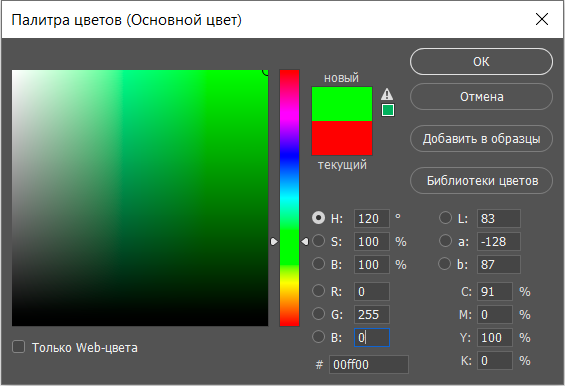 Палитра цветов (Основной цвет)
новый
текущий
ОК
Отмена
Добавить в образцы
Библиотеки цветов
H: 120 ° L: 83
S: 100 % a: -128
B: 100 % b: 87
R: 0 C: 91 %
G: 255 M: 0 %
B: 0 Y: 100 %
# 00ff00 K: 0 %
Только Web-цвета